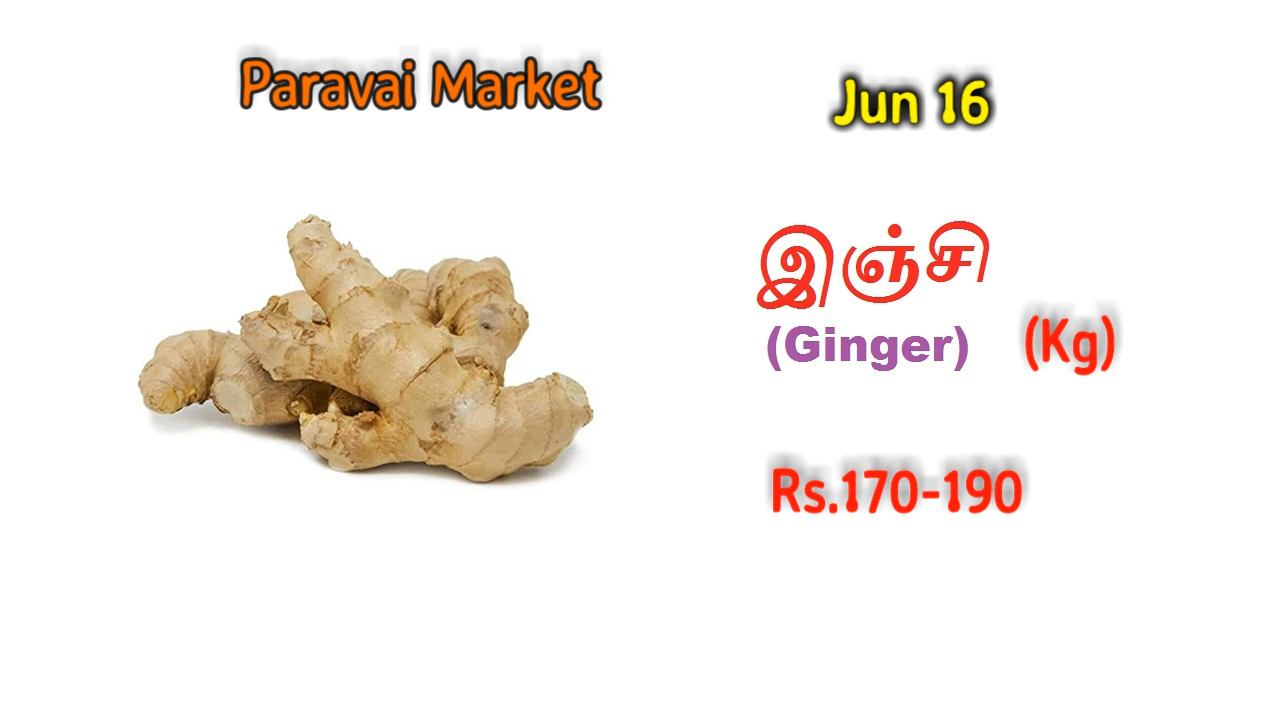 Paravai Market
Jun 16
இஞ்சி
(Ginger) (Kg)
Rs.170-190